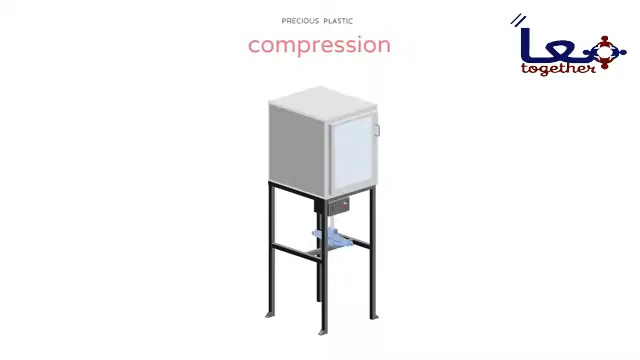 PRECIOUS PLASTIC
compression
معا
together